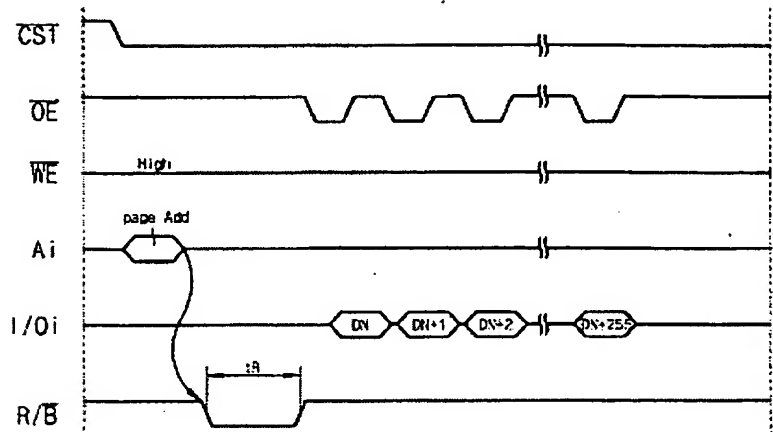 CST
OE
WE
High
page Add
Ai
I/Oi
DN DN+1 DN+2 DN+255
tR
R/B